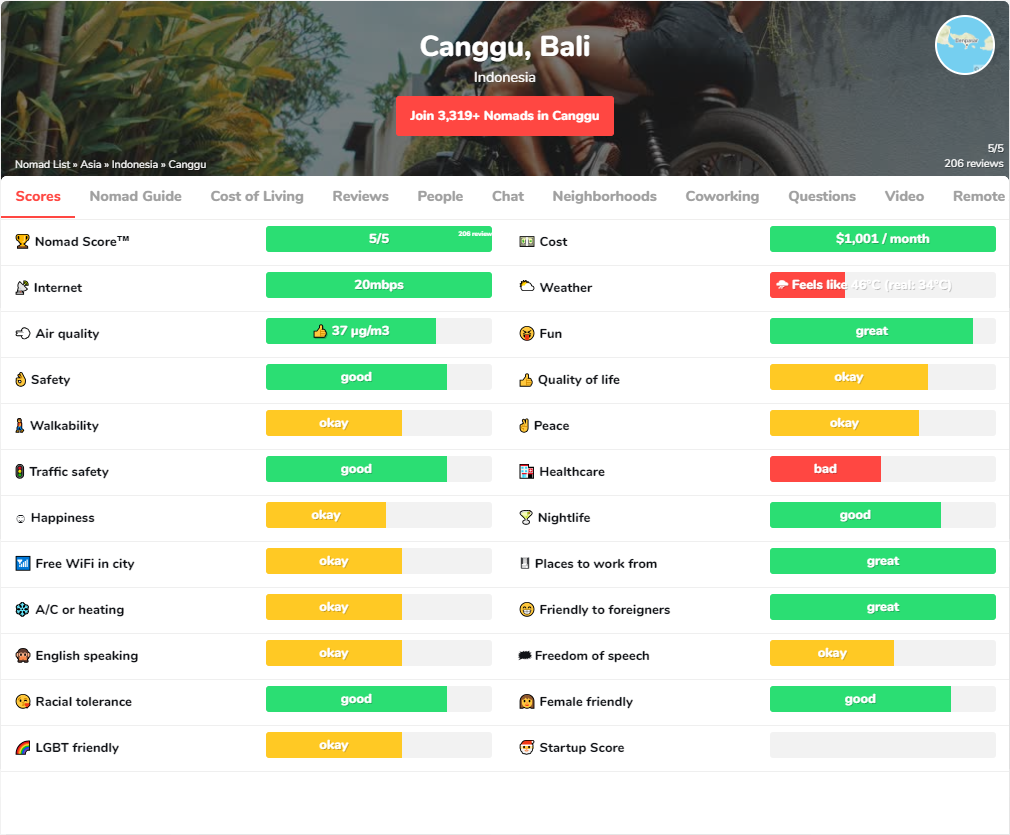 Canggu, Bali
Indonesia
Join 3,319+ Nomads in Canggu
5/5
Nomad List » Asia » Indonesia » Canggu
206 reviews
Scores Nomad Guide Cost of Living Reviews People Chat Neighborhoods Coworking Questions Video Remote
🏆 Nomad Score™ 5/5 206 review 💵 Cost $1,001 / month
📡 Internet 20mbps 🌥 Weather 🌧 Feels like 46°C (real: 34°C)
💨 Air quality 👍 37 µg/m3 😆 Fun great
👌 Safety good 👍 Quality of life okay
🚶 Walkability okay ✌ Peace okay
🚦 Traffic safety good 🏥 Healthcare bad
☺ Happiness okay 🍸 Nightlife good
📶 Free WiFi in city okay Places to work from great
❄ A/C or heating okay 😁 Friendly to foreigners great
🙊 English speaking okay 🗯 Freedom of speech okay
😘 Racial tolerance good 👩 Female friendly good
🌈 LGBT friendly okay 🎅 Startup Score